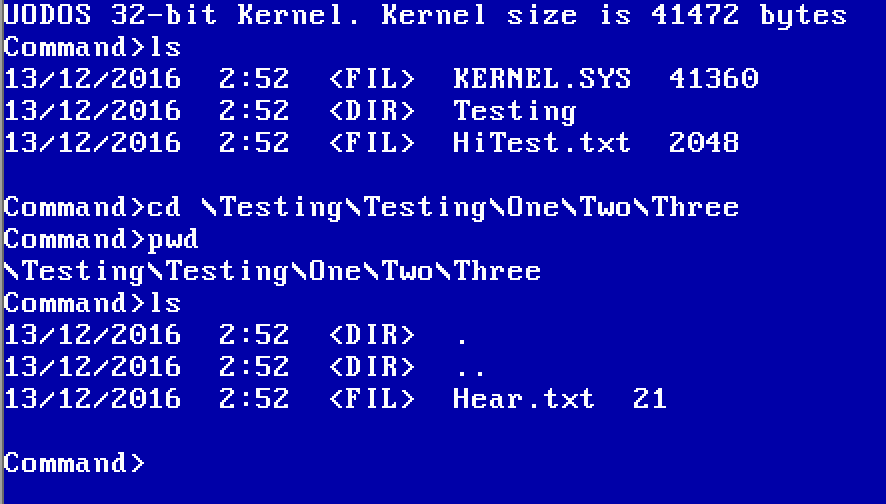 UODOS 32-bit Kernel. Kernel size is 41472 bytes
Command>ls
13/12/2016  2:52  <FIL>  KERNEL.SYS  41360
13/12/2016  2:52  <DIR>  Testing
13/12/2016  2:52  <FIL>  HiTest.txt  2048
Command>cd \Testing\Testing\One\Two\Three
Command>pwd
\Testing\Testing\One\Two\Three
Command>ls
13/12/2016  2:52  <DIR>  .
13/12/2016  2:52  <DIR>  ..
13/12/2016  2:52  <FIL>  Hear.txt  21
Command>